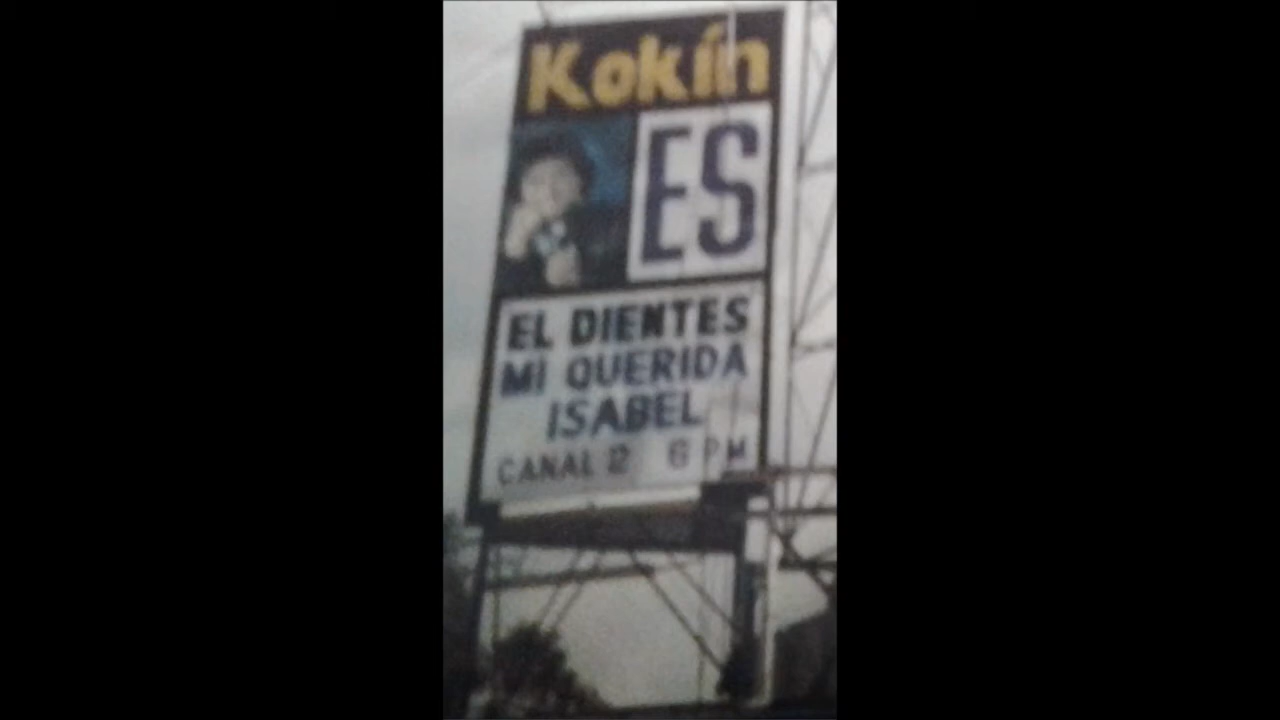 Kokín
ES
EL DIENTES
MI QUERIDA
ISABEL
CANAL 2 6 PM